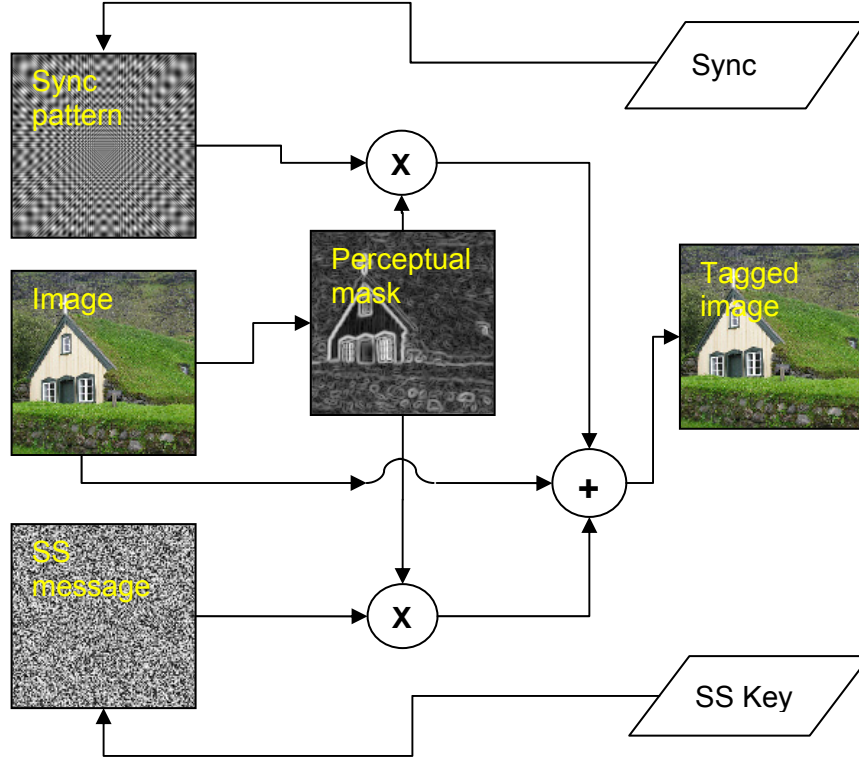 Sync
pattern
Sync
X
Perceptual
mask
Image
Tagged
image
+
SS
message
X
SS Key